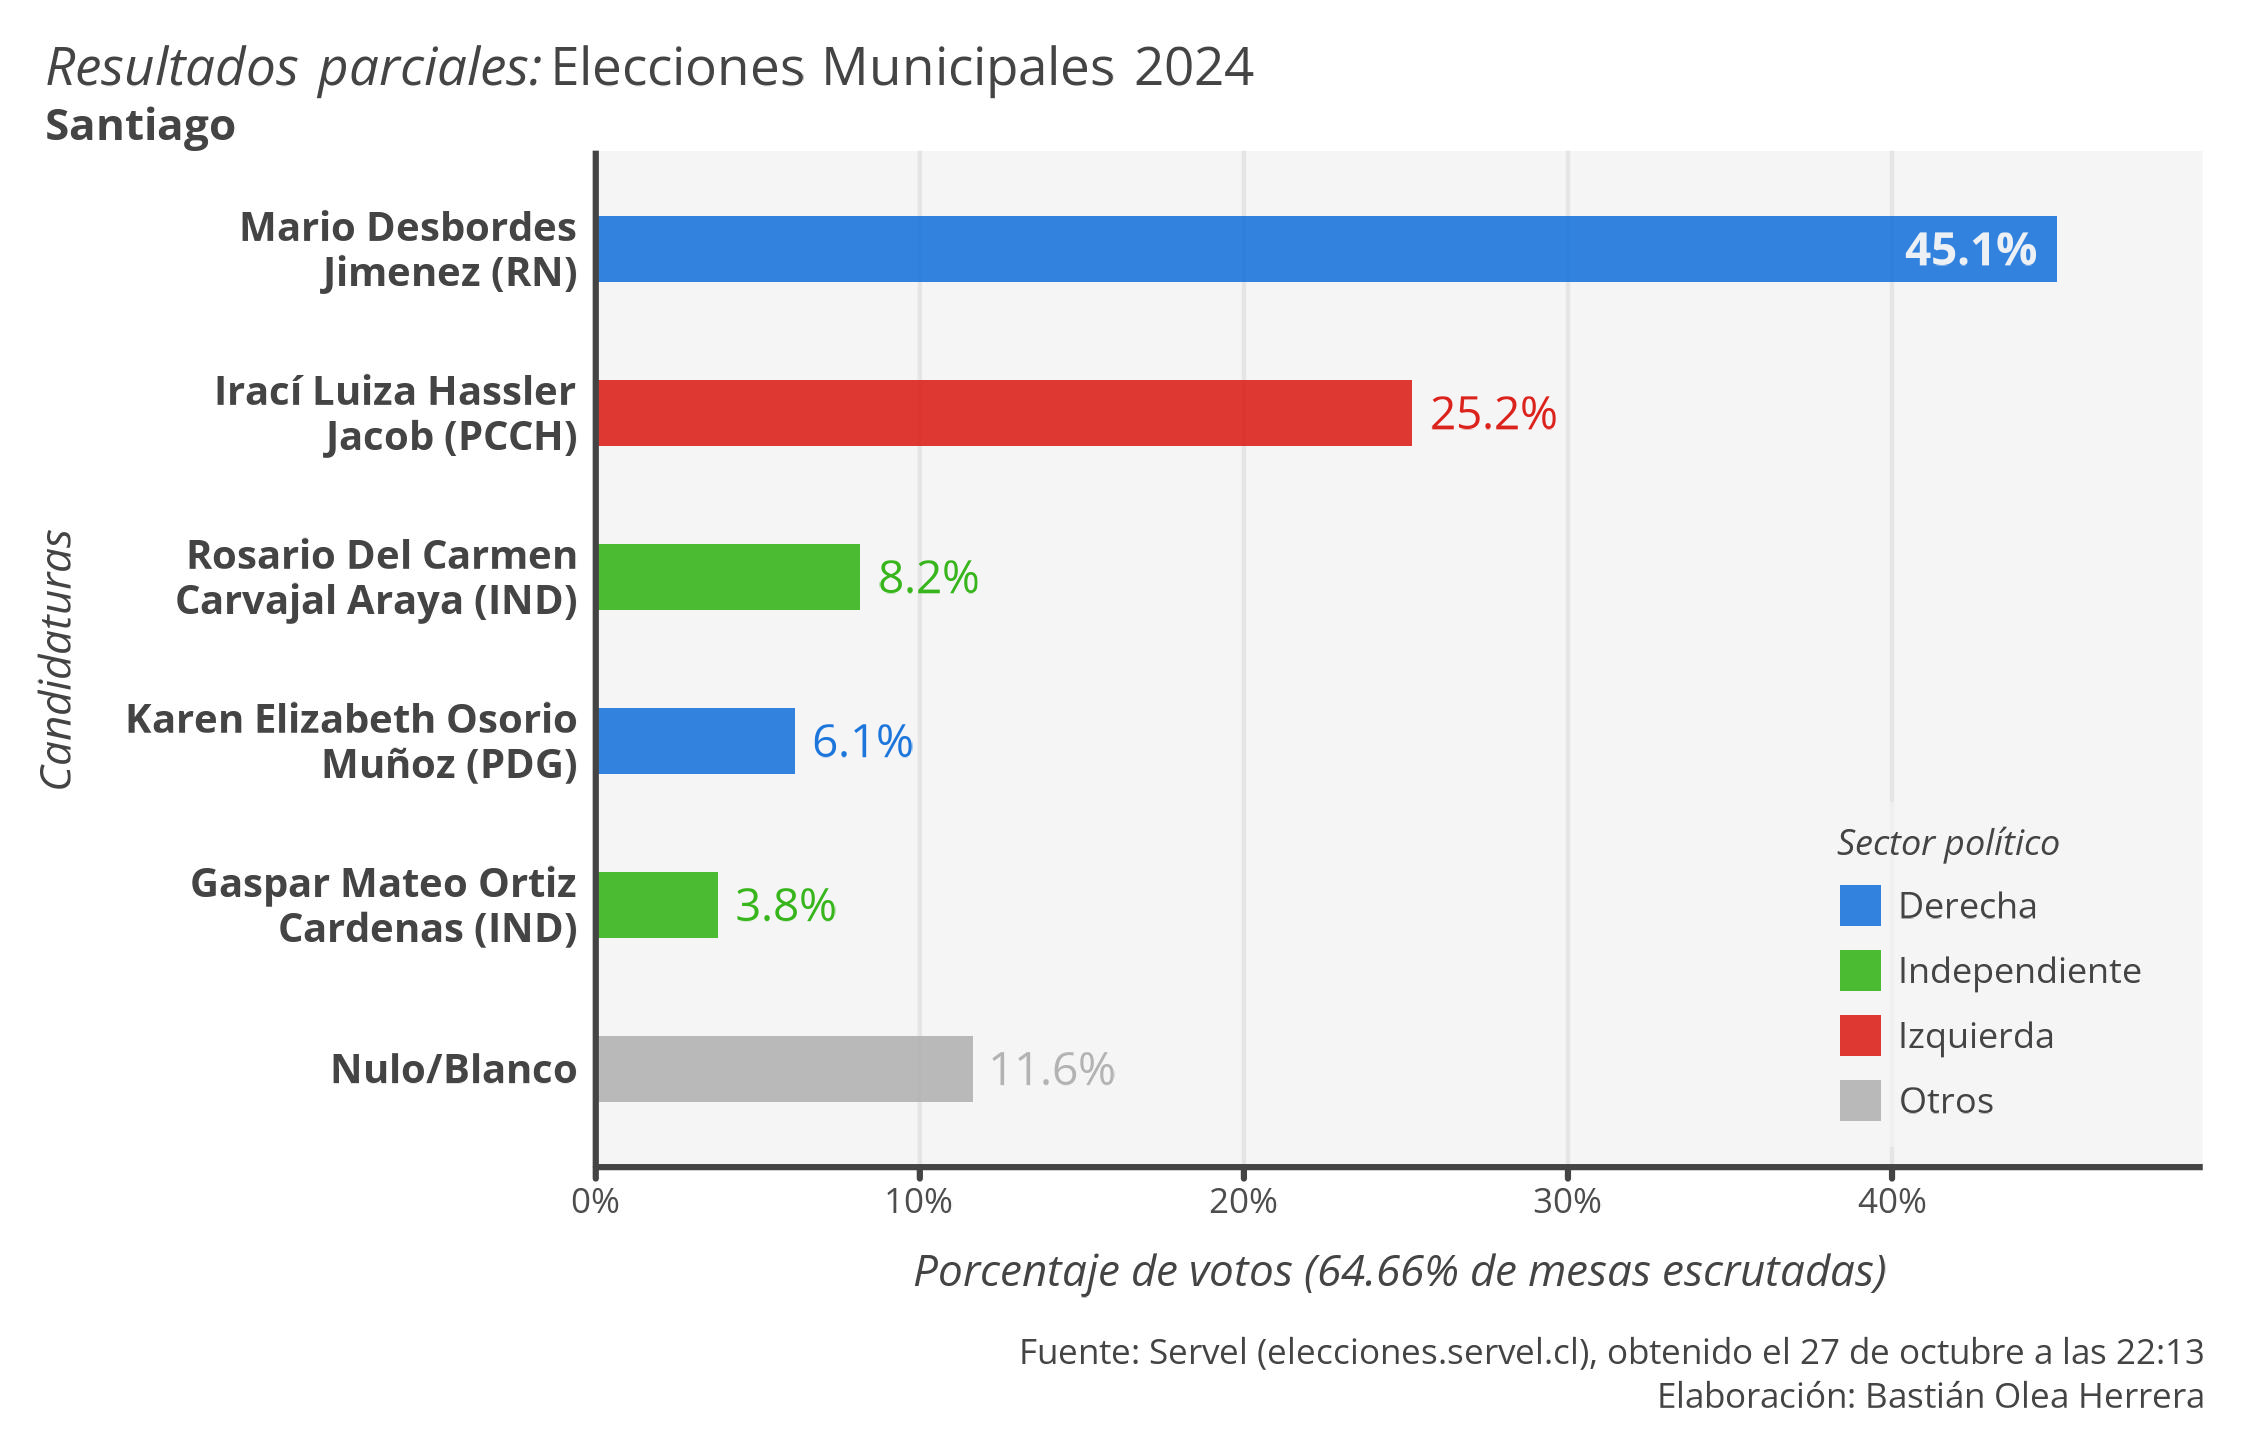 Resultados parciales: Elecciones Municipales 2024
Santiago
Mario Desbordes
Jimenez (RN)
45.1%
Irací Luiza Hassler
Jacob (PCCH)
25.2%
Rosario Del Carmen
Carvajal Araya (IND)
8.2%
Karen Elizabeth Osorio
Muñoz (PDG)
6.1%
Gaspar Mateo Ortiz
Cardenas (IND)
3.8%
Nulo/Blanco
11.6%
Candidaturas
Sector político
Derecha
Independiente
Izquierda
Otros
0% 10% 20% 30% 40%
Porcentaje de votos (64.66% de mesas escrutadas)
Fuente: Servel (elecciones.servel.cl), obtenido el 27 de octubre a las 22:13
Elaboración: Bastián Olea Herrera